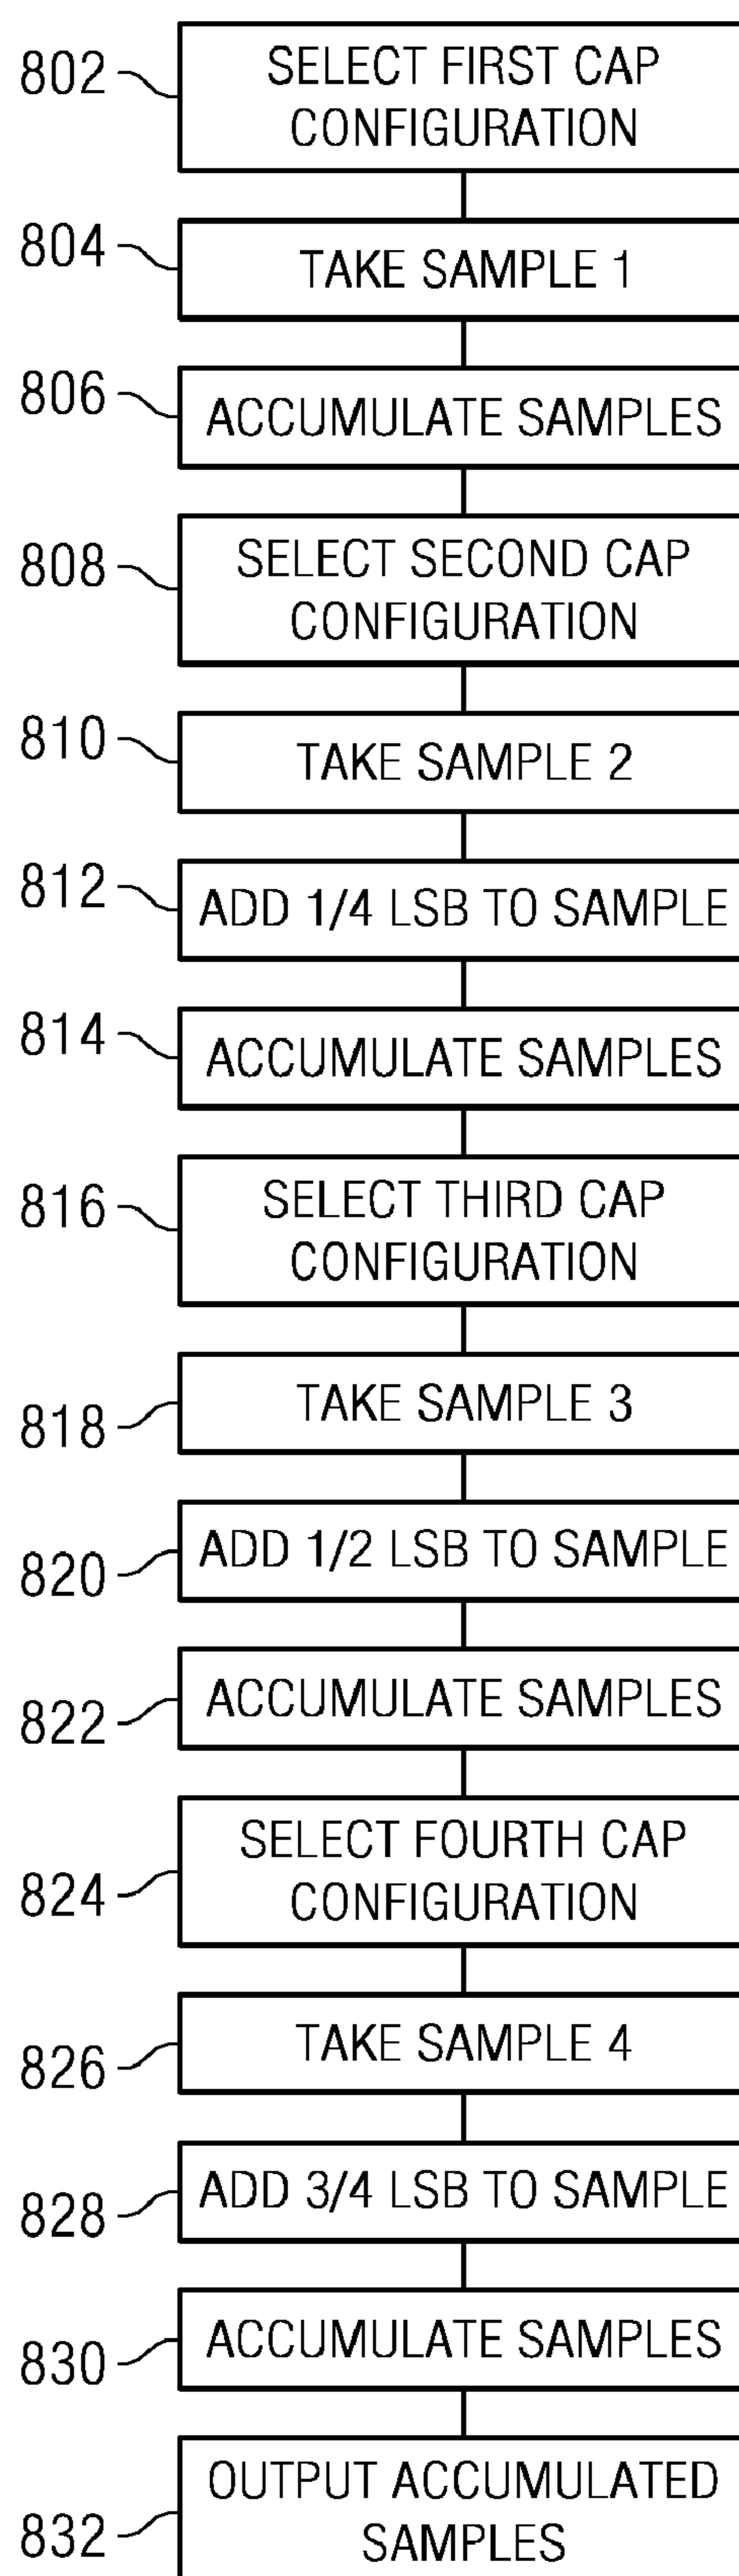 802
SELECT FIRST CAP
CONFIGURATION
804
TAKE SAMPLE 1
806
ACCUMULATE SAMPLES
808
SELECT SECOND CAP
CONFIGURATION
810
TAKE SAMPLE 2
812
ADD 1/4 LSB TO SAMPLE
814
ACCUMULATE SAMPLES
816
SELECT THIRD CAP
CONFIGURATION
818
TAKE SAMPLE 3
820
ADD 1/2 LSB TO SAMPLE
822
ACCUMULATE SAMPLES
824
SELECT FOURTH CAP
CONFIGURATION
826
TAKE SAMPLE 4
828
ADD 3/4 LSB TO SAMPLE
830
ACCUMULATE SAMPLES
832
OUTPUT ACCUMULATED
SAMPLES